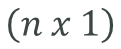 (n x 1)